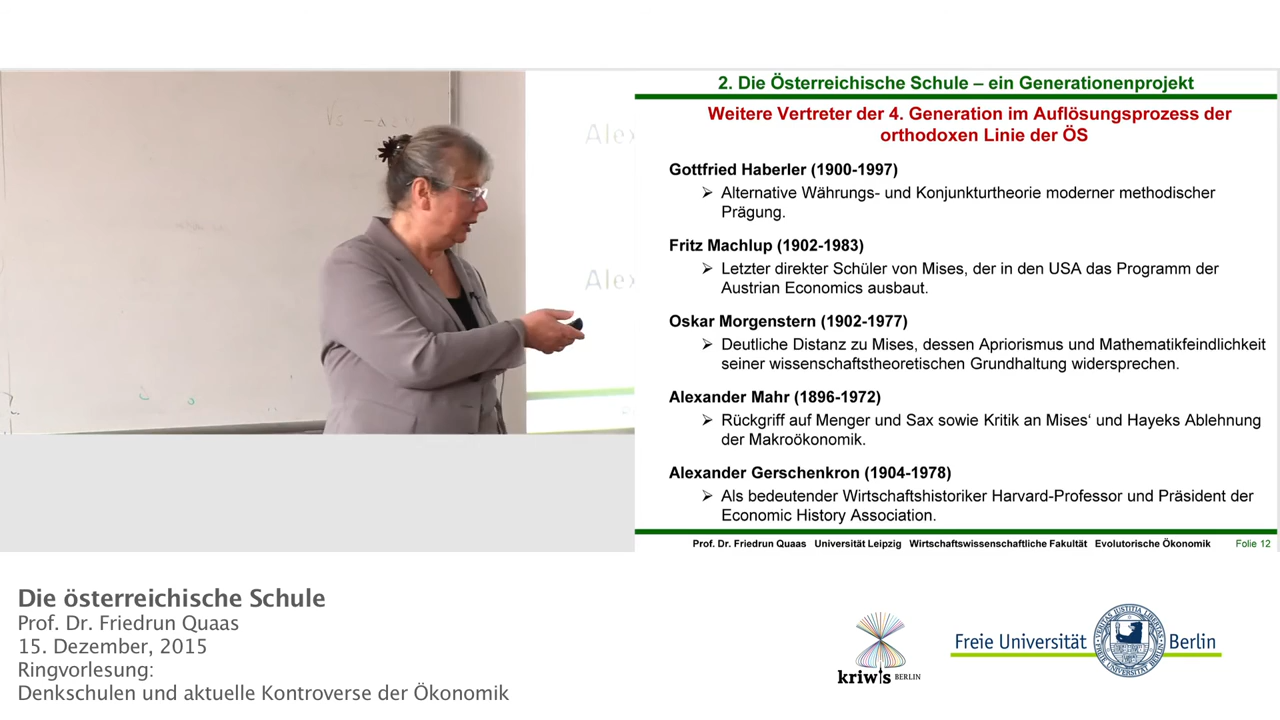 2. Die Österreichische Schule – ein Generationenprojekt
Weitere Vertreter der 4. Generation im Auflösungsprozess der
orthodoxen Linie der ÖS
Gottfried Haberler (1900-1997)
Alternative Währungs- und Konjunkturtheorie moderner methodischer
Prägung.
Fritz Machlup (1902-1983)
Letzter direkter Schüler von Mises, der in den USA das Programm der
Austrian Economics ausbaut.
Oskar Morgenstern (1902-1977)
Deutliche Distanz zu Mises, dessen Apriorismus und Mathematikfeindlichkeit
seiner wissenschaftstheoretischen Grundhaltung widersprechen.
Alexander Mahr (1896-1972)
Rückgriff auf Menger und Sax sowie Kritik an Mises‘ und Hayeks Ablehnung
der Makroökonomik.
Alexander Gerschenkron (1904-1978)
Als bedeutender Wirtschaftshistoriker Harvard-Professor und Präsident der
Economic History Association.
Prof. Dr. Friedrun Quaas Universität Leipzig Wirtschaftswissenschaftliche Fakultät Evolutorische Ökonomik Folie 12
Alex
Alex
Die österreichische Schule
Prof. Dr. Friedrun Quaas
15. Dezember, 2015
Ringvorlesung:
Denkschulen und aktuelle Kontroverse der Ökonomik
kriwis BERLIN
Freie Universität Berlin